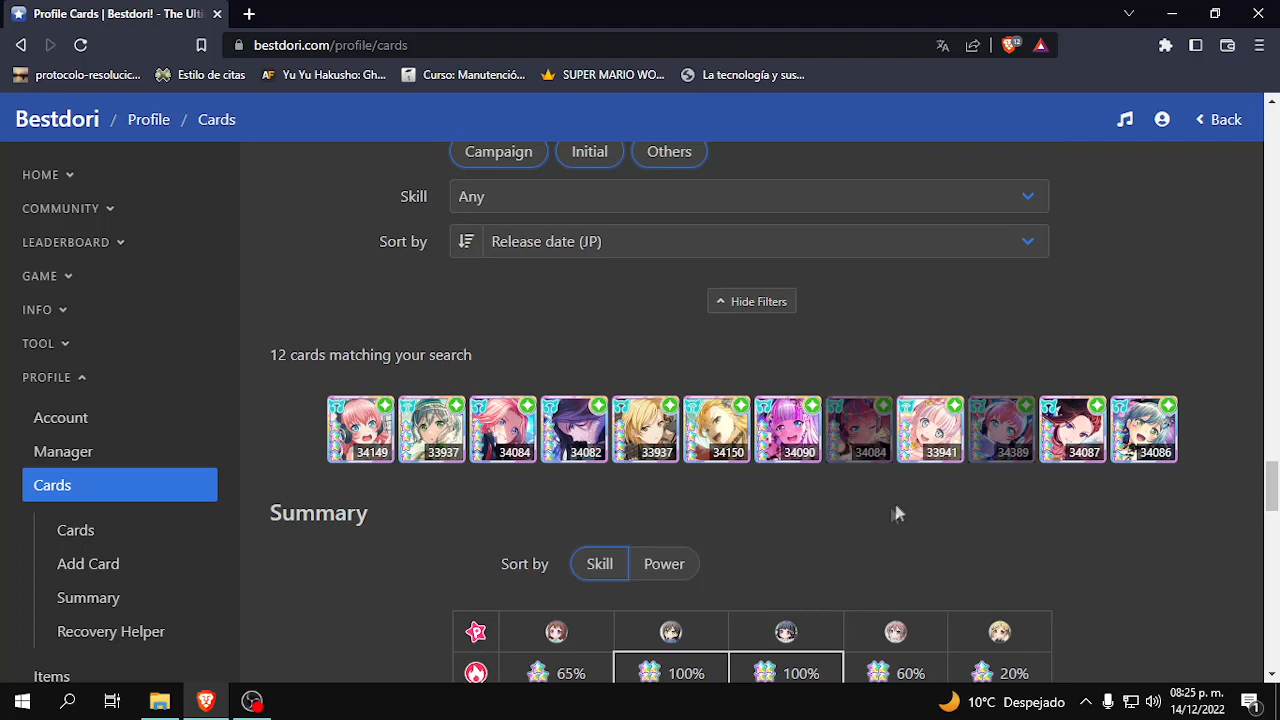 Profile Cards | Bestdori! - The Ulti
bestdori.com/profile/cards
12
protocolo-resolucic... Estilo de citas AF Yu Yu Hakusho: Gh... Curso: Manutenció... SUPER MARIO WO... La tecnología y sus...
Bestdori / Profile / Cards Back
HOME
COMMUNITY
LEADERBOARD
GAME
INFO
TOOL
PROFILE
Account
Manager
Cards
Cards
Add Card
Summary
Recovery Helper
Items
Campaign Initial Others
Skill Any
Sort by Release date (JP)
Hide Filters
12 cards matching your search
34149 33937 34084 34082 33937 34150 34090 34084 33941 34389 34087 34086
Summary
Sort by Skill Power
P
65% 100% 100% 60% 20%
10°C Despejado 08:25 p. m.
14/12/2022 1